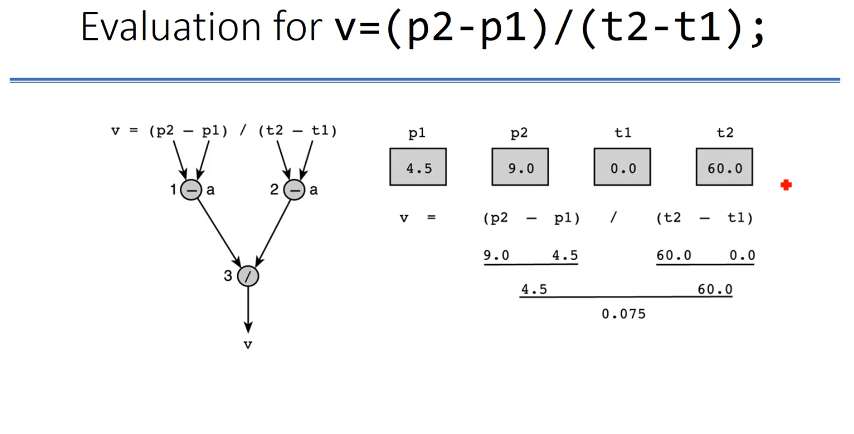 Evaluation for v=(p2-p1)/(t2-t1);
v = (p2 − p1) / (t2 − t1)
1 − a
2 − a
3 /
v
p1 p2 t1 t2
4.5 9.0 0.0 60.0
v = (p2 − p1) / (t2 − t1)
9.0 4.5 60.0 0.0
4.5 60.0
0.075